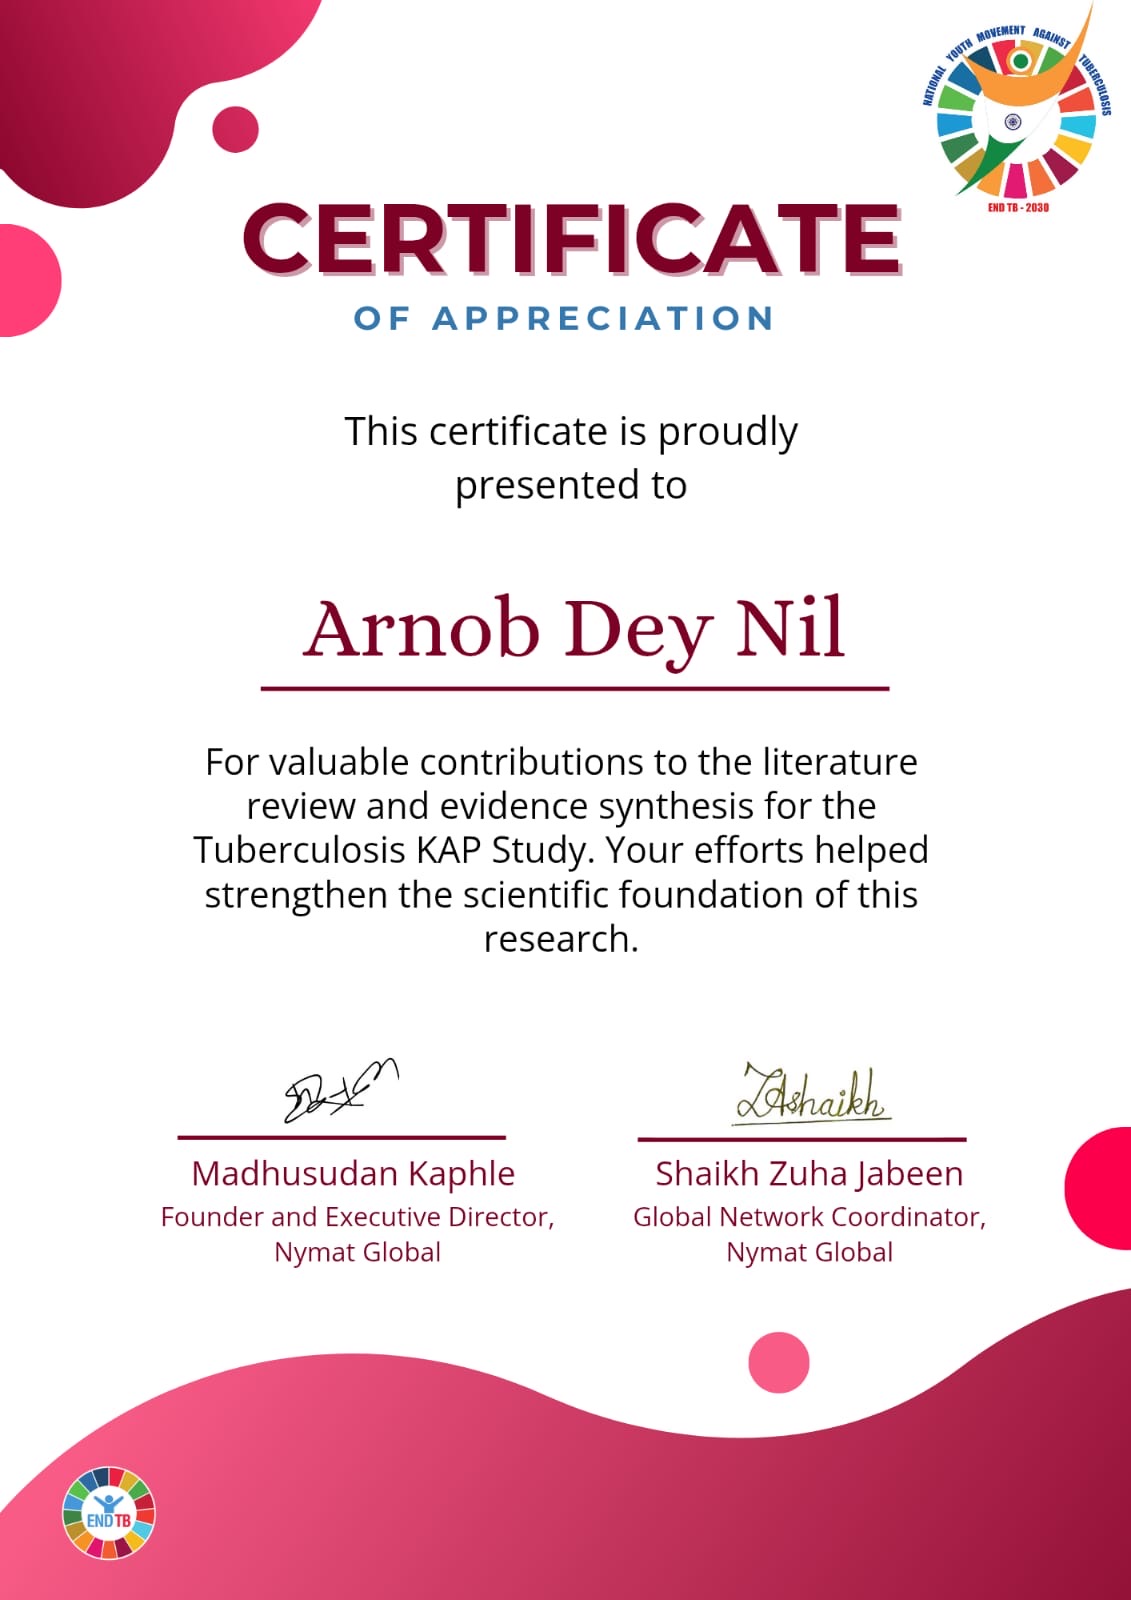 NATIONAL YOUTH MOVEMENT AGAINST TUBERCULOSIS
END TB - 2030
CERTIFICATE
OF APPRECIATION
This certificate is proudly
presented to
Arnob Dey Nil
For valuable contributions to the literature
review and evidence synthesis for the
Tuberculosis KAP Study. Your efforts helped
strengthen the scientific foundation of this
research.
ZAshaikh
Madhusudan Kaphle
Founder and Executive Director,
Nymat Global
Shaikh Zuha Jabeen
Global Network Coordinator,
Nymat Global
END TB